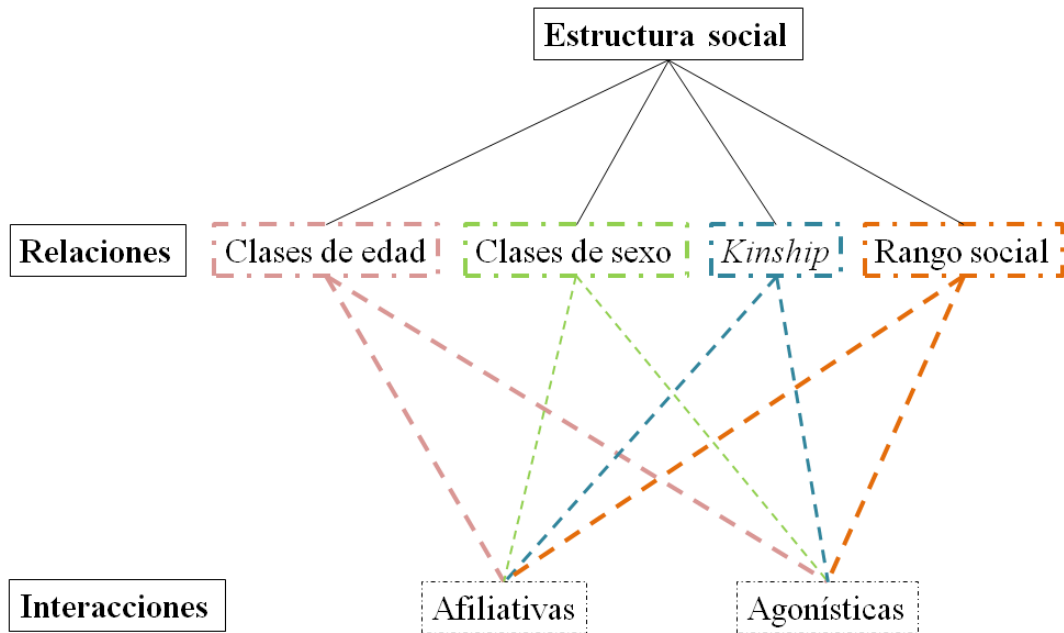 Estructura social
Relaciones
Clases de edad
Clases de sexo
Kinship
Rango social
Interacciones
Afiliativas
Agonísticas